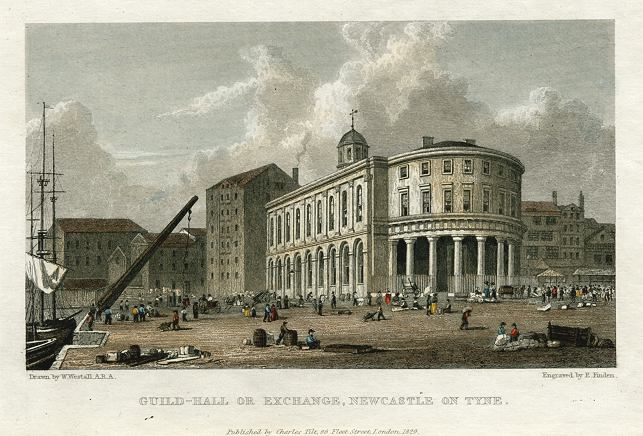 Drawn, by W. Westall. A.R.A.
Engraved, by E. Finden.
GUILD-HALL OR EXCHANGE, NEWCASTLE ON TYNE.
Published by Charles Tilt, 86 Fleet Street, London, 1829.